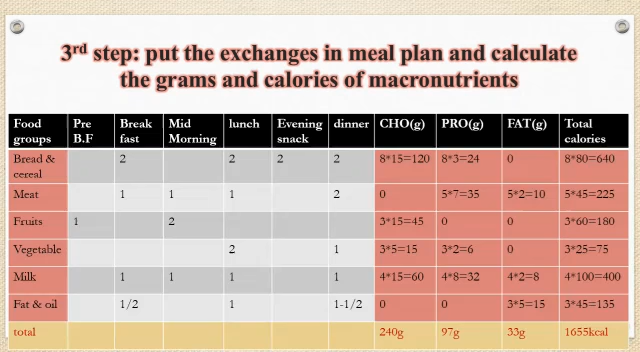 3rd step: put the exchanges in meal plan and calculate
the grams and calories of macronutrients
Food groups Pre B.F Break fast Mid Morning lunch Evening snack dinner CHO(g) PRO(g) FAT(g) Total calories
Bread & cereal 2 2 2 2 8*15=120 8*3=24 0 8*80=640
Meat 1 1 1 2 0 5*7=35 5*2=10 5*45=225
Fruits 1 2 3*15=45 0 0 3*60=180
Vegetable 2 1 3*5=15 3*2=6 0 3*25=75
Milk 1 1 1 1 4*15=60 4*8=32 4*2=8 4*100=400
Fat & oil 1/2 1 1-1/2 0 0 3*5=15 3*45=135
total 240g 97g 33g 1655kcal